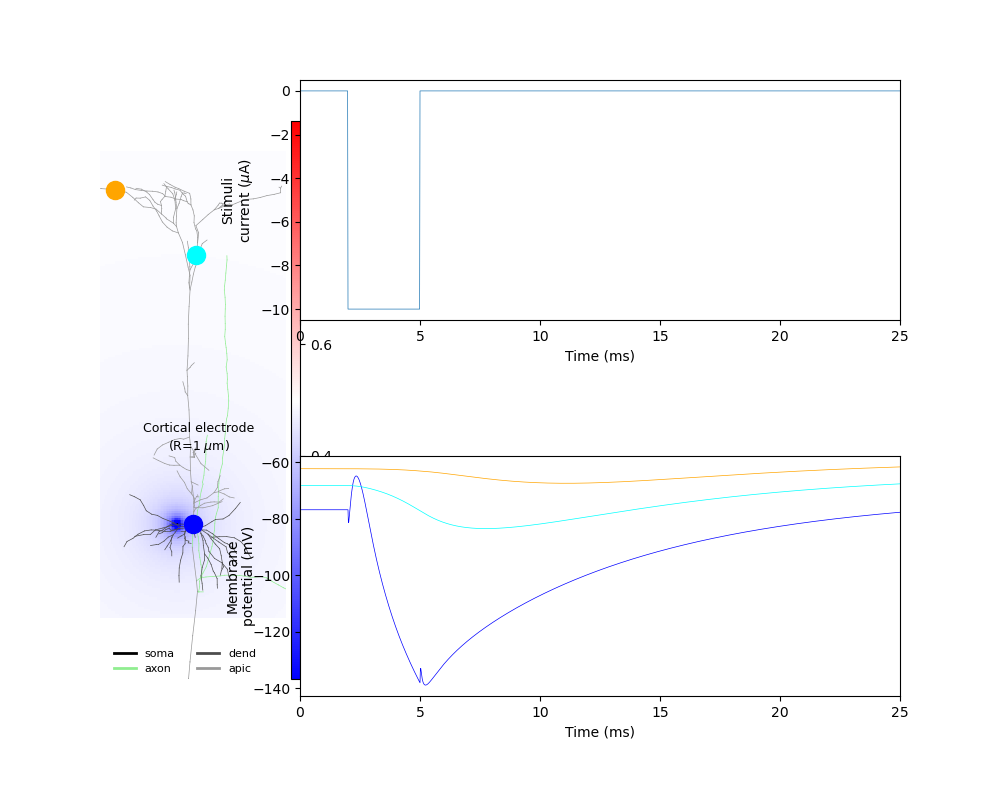 0
−2
−4
−6
−8
−10
Stimuli
current (μA)
0 5 10 15 20 25
Time (ms)
0.6
Cortical electrode
(R=1 μm)
−60
−80
−100
−120
−140
Membrane
potential (mV)
0 5 10 15 20 25
Time (ms)
soma dend
axon apic